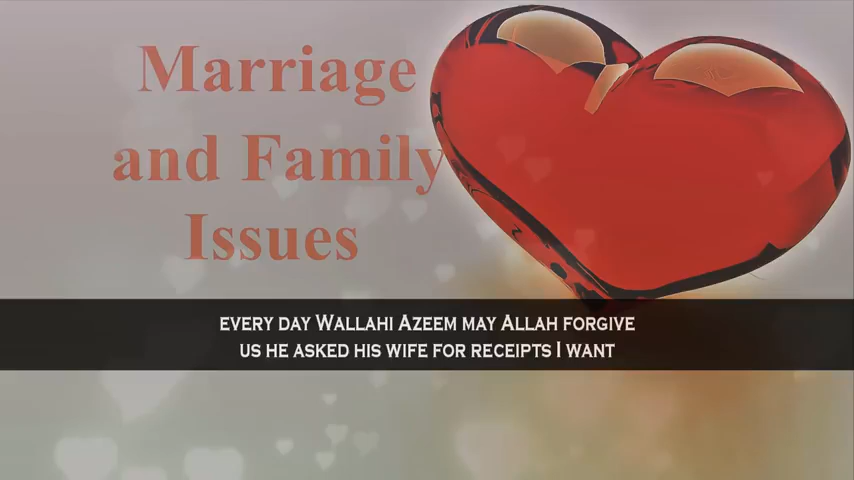 Marriage
and Family
Issues
EVERY DAY WALLAHI AZEEM MAY ALLAH FORGIVE
US HE ASKED HIS WIFE FOR RECEIPTS I WANT